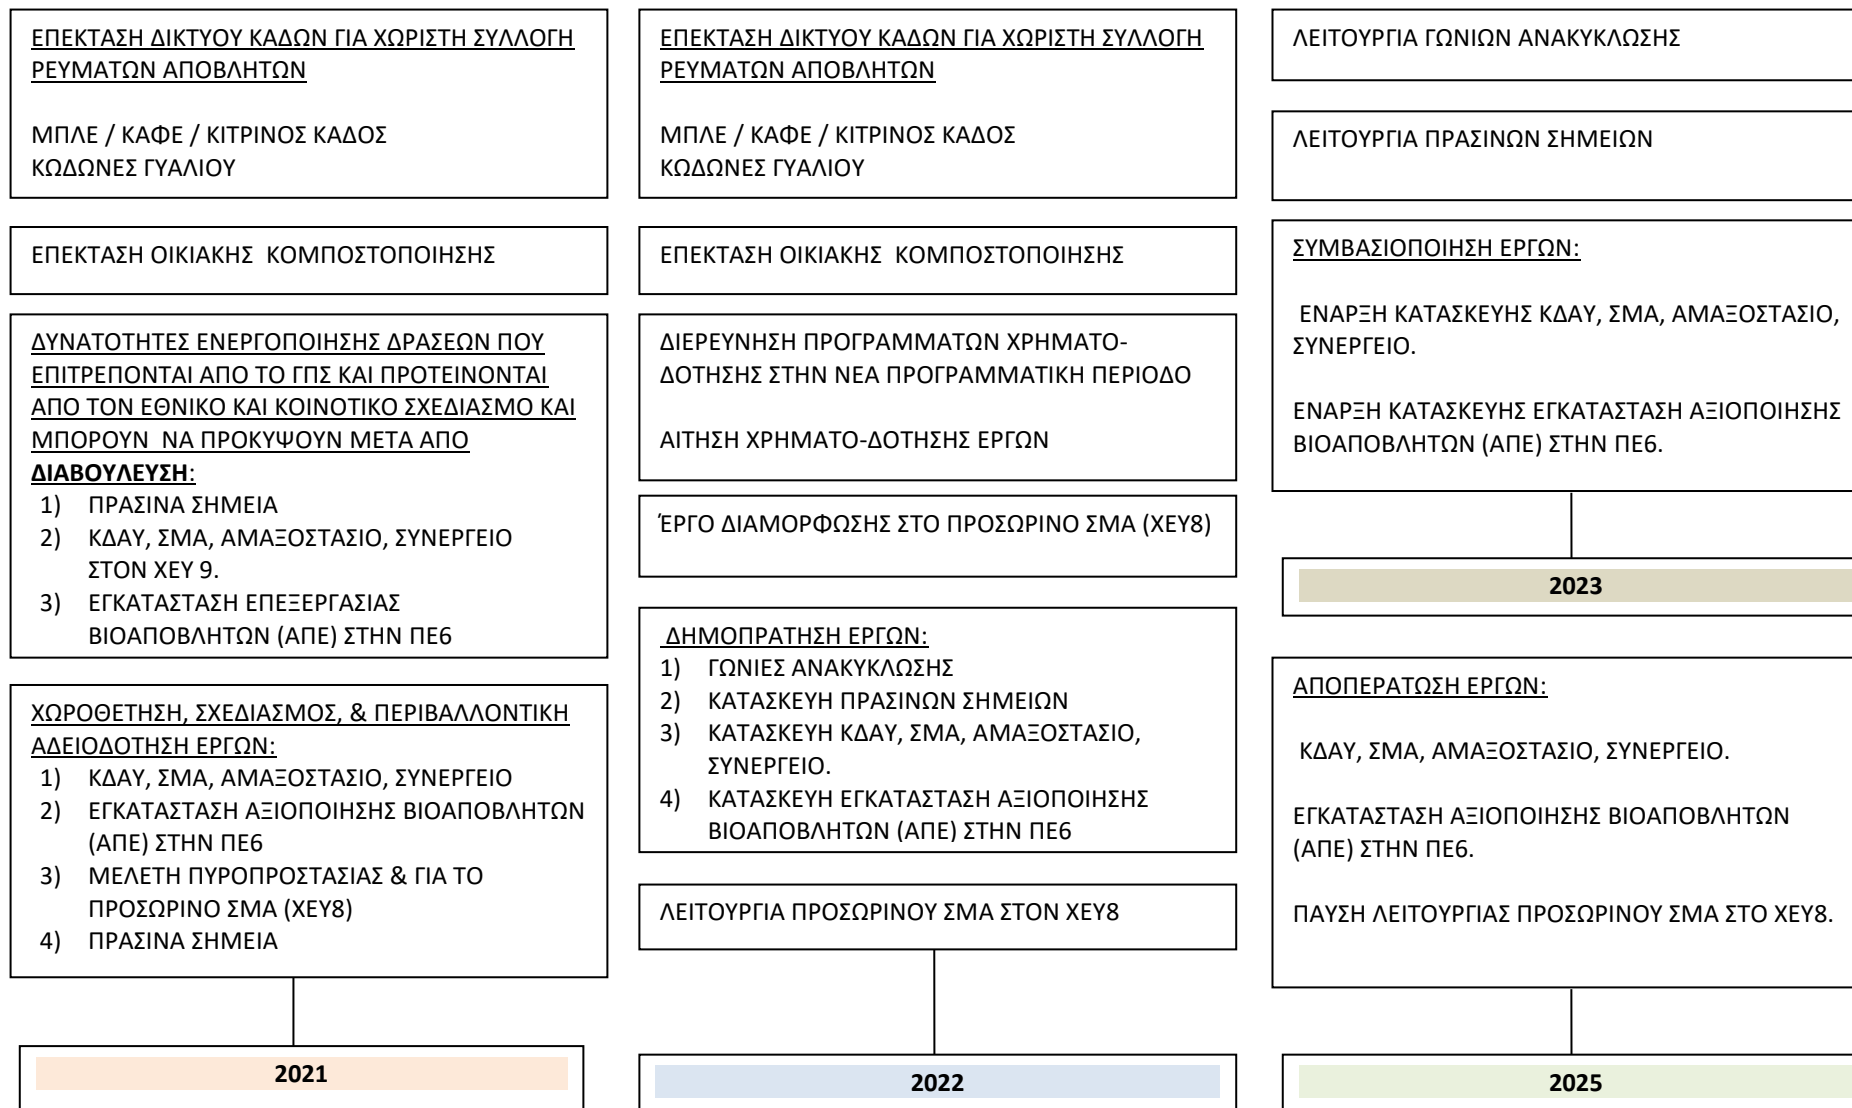 ΕΠΕΚΤΑΣΗ ΔΙΚΤΥΟΥ ΚΑΔΩΝ ΓΙΑ ΧΩΡΙΣΤΗ ΣΥΛΛΟΓΗ
ΡΕΥΜΑΤΩΝ ΑΠΟΒΛΗΤΩΝ
ΜΠΛΕ / ΚΑΦΕ / ΚΙΤΡΙΝΟΣ ΚΑΔΟΣ
ΚΩΔΩΝΕΣ ΓΥΑΛΙΟΥ
ΕΠΕΚΤΑΣΗ ΟΙΚΙΑΚΗΣ ΚΟΜΠΟΣΤΟΠΟΙΗΣΗΣ
ΔΥΝΑΤΟΤΗΤΕΣ ΕΝΕΡΓΟΠΟΙΗΣΗΣ ΔΡΑΣΕΩΝ ΠΟΥ
ΕΠΙΤΡΕΠΟΝΤΑΙ ΑΠΟ ΤΟ ΓΠΣ ΚΑΙ ΠΡΟΤΕΙΝΟΝΤΑΙ
ΑΠΟ ΤΟΝ ΕΘΝΙΚΟ ΚΑΙ ΚΟΙΝΟΤΙΚΟ ΣΧΕΔΙΑΣΜΟ ΚΑΙ
ΜΠΟΡΟΥΝ ΝΑ ΠΡΟΚΥΨΟΥΝ ΜΕΤΑ ΑΠΟ
ΔΙΑΒΟΥΛΕΥΣΗ:
1) ΠΡΑΣΙΝΑ ΣΗΜΕΙΑ
2) ΚΔΑΥ, ΣΜΑ, ΑΜΑΞΟΣΤΑΣΙΟ, ΣΥΝΕΡΓΕΙΟ
ΣΤΟΝ ΧΕΥ 9.
3) ΕΓΚΑΤΑΣΤΑΣΗ ΕΠΕΞΕΡΓΑΣΙΑΣ
ΒΙΟΑΠΟΒΛΗΤΩΝ (ΑΠΕ) ΣΤΗΝ ΠΕ6
ΧΩΡΟΘΕΤΗΣΗ, ΣΧΕΔΙΑΣΜΟΣ, & ΠΕΡΙΒΑΛΛΟΝΤΙΚΗ
ΑΔΕΙΟΔΟΤΗΣΗ ΕΡΓΩΝ:
1) ΚΔΑΥ, ΣΜΑ, ΑΜΑΞΟΣΤΑΣΙΟ, ΣΥΝΕΡΓΕΙΟ
2) ΕΓΚΑΤΑΣΤΑΣΗ ΑΞΙΟΠΟΙΗΣΗΣ ΒΙΟΑΠΟΒΛΗΤΩΝ
(ΑΠΕ) ΣΤΗΝ ΠΕ6
3) ΜΕΛΕΤΗ ΠΥΡΟΠΡΟΣΤΑΣΙΑΣ & ΓΙΑ ΤΟ
ΠΡΟΣΩΡΙΝΟ ΣΜΑ (ΧΕΥ8)
4) ΠΡΑΣΙΝΑ ΣΗΜΕΙΑ
2021
ΕΠΕΚΤΑΣΗ ΔΙΚΤΥΟΥ ΚΑΔΩΝ ΓΙΑ ΧΩΡΙΣΤΗ ΣΥΛΛΟΓΗ
ΡΕΥΜΑΤΩΝ ΑΠΟΒΛΗΤΩΝ
ΜΠΛΕ / ΚΑΦΕ / ΚΙΤΡΙΝΟΣ ΚΑΔΟΣ
ΚΩΔΩΝΕΣ ΓΥΑΛΙΟΥ
ΕΠΕΚΤΑΣΗ ΟΙΚΙΑΚΗΣ ΚΟΜΠΟΣΤΟΠΟΙΗΣΗΣ
ΔΙΕΡΕΥΝΗΣΗ ΠΡΟΓΡΑΜΜΑΤΩΝ ΧΡΗΜΑΤΟ-
ΔΟΤΗΣΗΣ ΣΤΗΝ ΝΕΑ ΠΡΟΓΡΑΜΜΑΤΙΚΗ ΠΕΡΙΟΔΟ
ΑΙΤΗΣΗ ΧΡΗΜΑΤΟ-ΔΟΤΗΣΗΣ ΕΡΓΩΝ
ΈΡΓΟ ΔΙΑΜΟΡΦΩΣΗΣ ΣΤΟ ΠΡΟΣΩΡΙΝΟ ΣΜΑ (ΧΕΥ8)
ΔΗΜΟΠΡΑΤΗΣΗ ΕΡΓΩΝ:
1) ΓΩΝΙΕΣ ΑΝΑΚΥΚΛΩΣΗΣ
2) ΚΑΤΑΣΚΕΥΗ ΠΡΑΣΙΝΩΝ ΣΗΜΕΙΩΝ
3) ΚΑΤΑΣΚΕΥΗ ΚΔΑΥ, ΣΜΑ, ΑΜΑΞΟΣΤΑΣΙΟ,
ΣΥΝΕΡΓΕΙΟ.
4) ΚΑΤΑΣΚΕΥΗ ΕΓΚΑΤΑΣΤΑΣΗ ΑΞΙΟΠΟΙΗΣΗΣ
ΒΙΟΑΠΟΒΛΗΤΩΝ (ΑΠΕ) ΣΤΗΝ ΠΕ6
ΛΕΙΤΟΥΡΓΙΑ ΠΡΟΣΩΡΙΝΟΥ ΣΜΑ ΣΤΟΝ ΧΕΥ8
2022
ΛΕΙΤΟΥΡΓΙΑ ΓΩΝΙΩΝ ΑΝΑΚΥΚΛΩΣΗΣ
ΛΕΙΤΟΥΡΓΙΑ ΠΡΑΣΙΝΩΝ ΣΗΜΕΙΩΝ
ΣΥΜΒΑΣΙΟΠΟΙΗΣΗ ΕΡΓΩΝ:
ΕΝΑΡΞΗ ΚΑΤΑΣΚΕΥΗΣ ΚΔΑΥ, ΣΜΑ, ΑΜΑΞΟΣΤΑΣΙΟ,
ΣΥΝΕΡΓΕΙΟ.
ΕΝΑΡΞΗ ΚΑΤΑΣΚΕΥΗΣ ΕΓΚΑΤΑΣΤΑΣΗ ΑΞΙΟΠΟΙΗΣΗΣ
ΒΙΟΑΠΟΒΛΗΤΩΝ (ΑΠΕ) ΣΤΗΝ ΠΕ6.
2023
ΑΠΟΠΕΡΑΤΩΣΗ ΕΡΓΩΝ:
ΚΔΑΥ, ΣΜΑ, ΑΜΑΞΟΣΤΑΣΙΟ, ΣΥΝΕΡΓΕΙΟ.
ΕΓΚΑΤΑΣΤΑΣΗ ΑΞΙΟΠΟΙΗΣΗΣ ΒΙΟΑΠΟΒΛΗΤΩΝ
(ΑΠΕ) ΣΤΗΝ ΠΕ6.
ΠΑΥΣΗ ΛΕΙΤΟΥΡΓΙΑΣ ΠΡΟΣΩΡΙΝΟΥ ΣΜΑ ΣΤΟ ΧΕΥ8.
2025